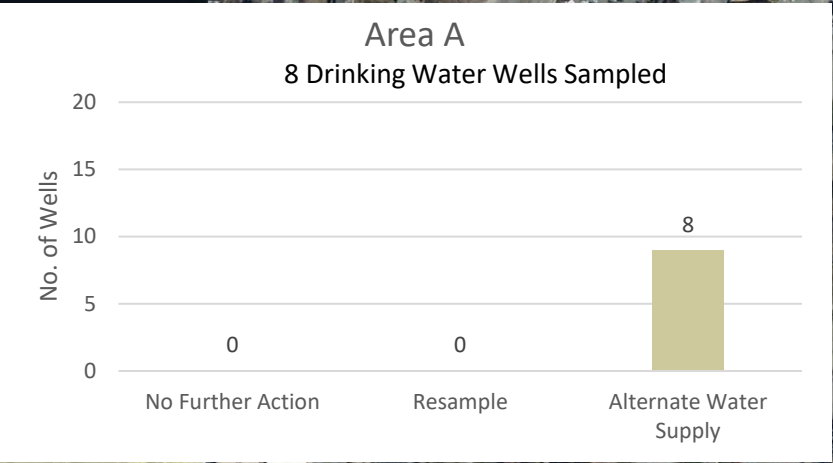 Area A
8 Drinking Water Wells Sampled
No. of Wells
20
15
10
5
0
0
0
8
No Further Action
Resample
Alternate Water
Supply